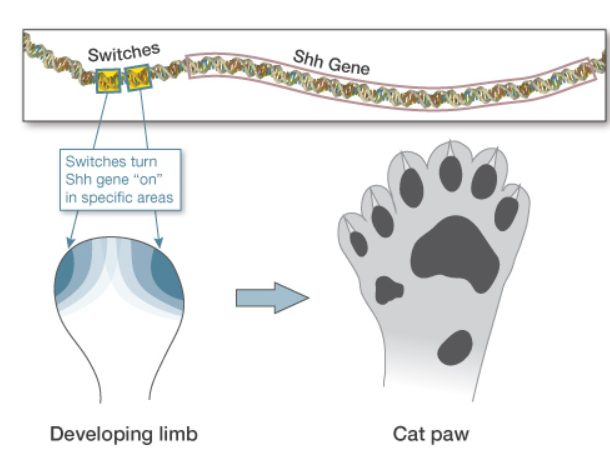 Switches
Shh Gene
Switches turn
Shh gene “on”
in specific areas
Developing limb
Cat paw